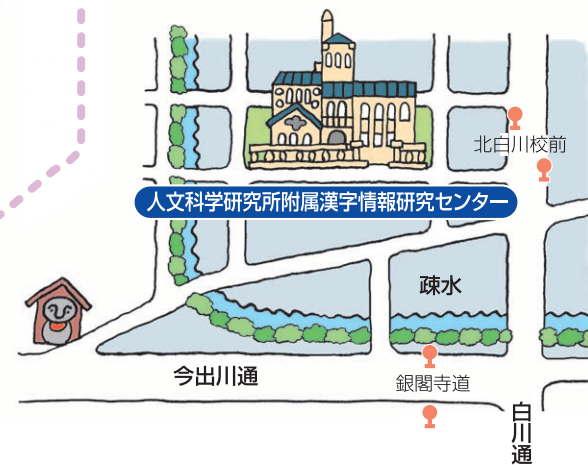 北白川校前
人文科学研究所附属漢字情報研究センター
疎水
今出川通
銀閣寺道
白川通